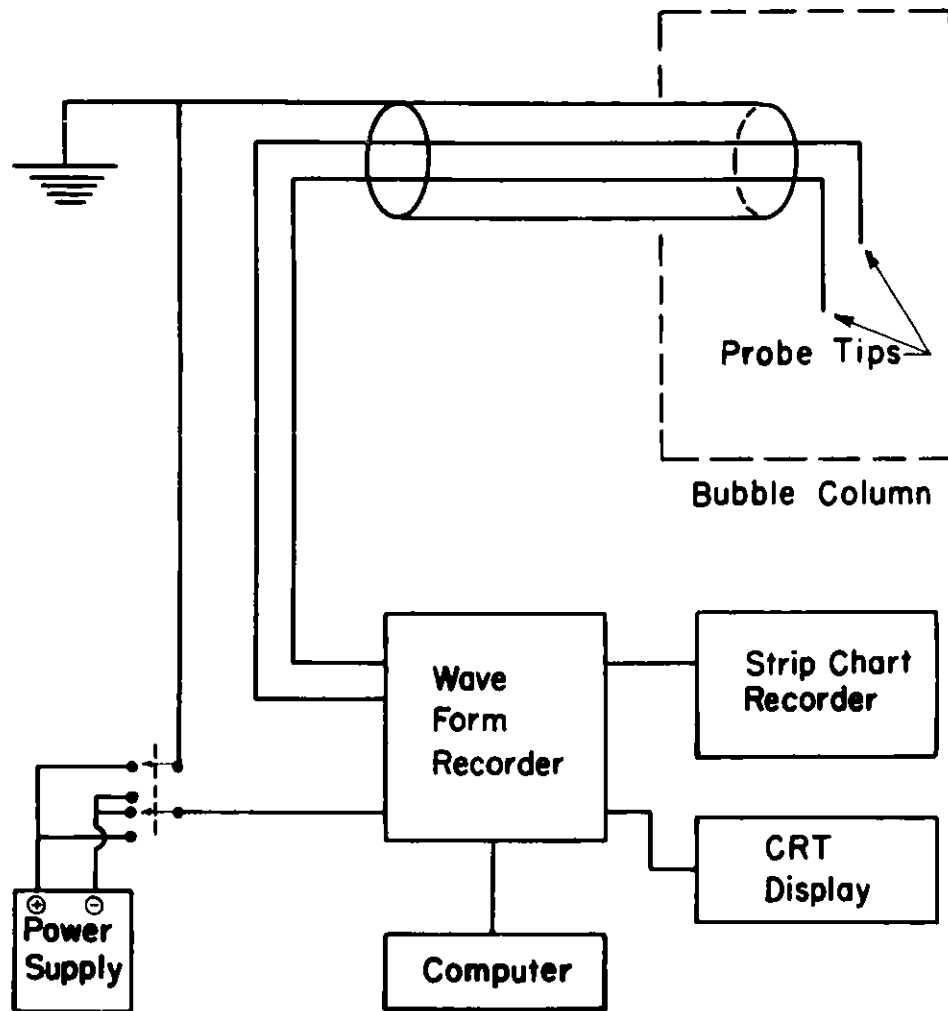 Probe Tips
Bubble Column
Wave
Form
Recorder
Strip Chart
Recorder
CRT
Display
+ −
Power
Supply
Computer